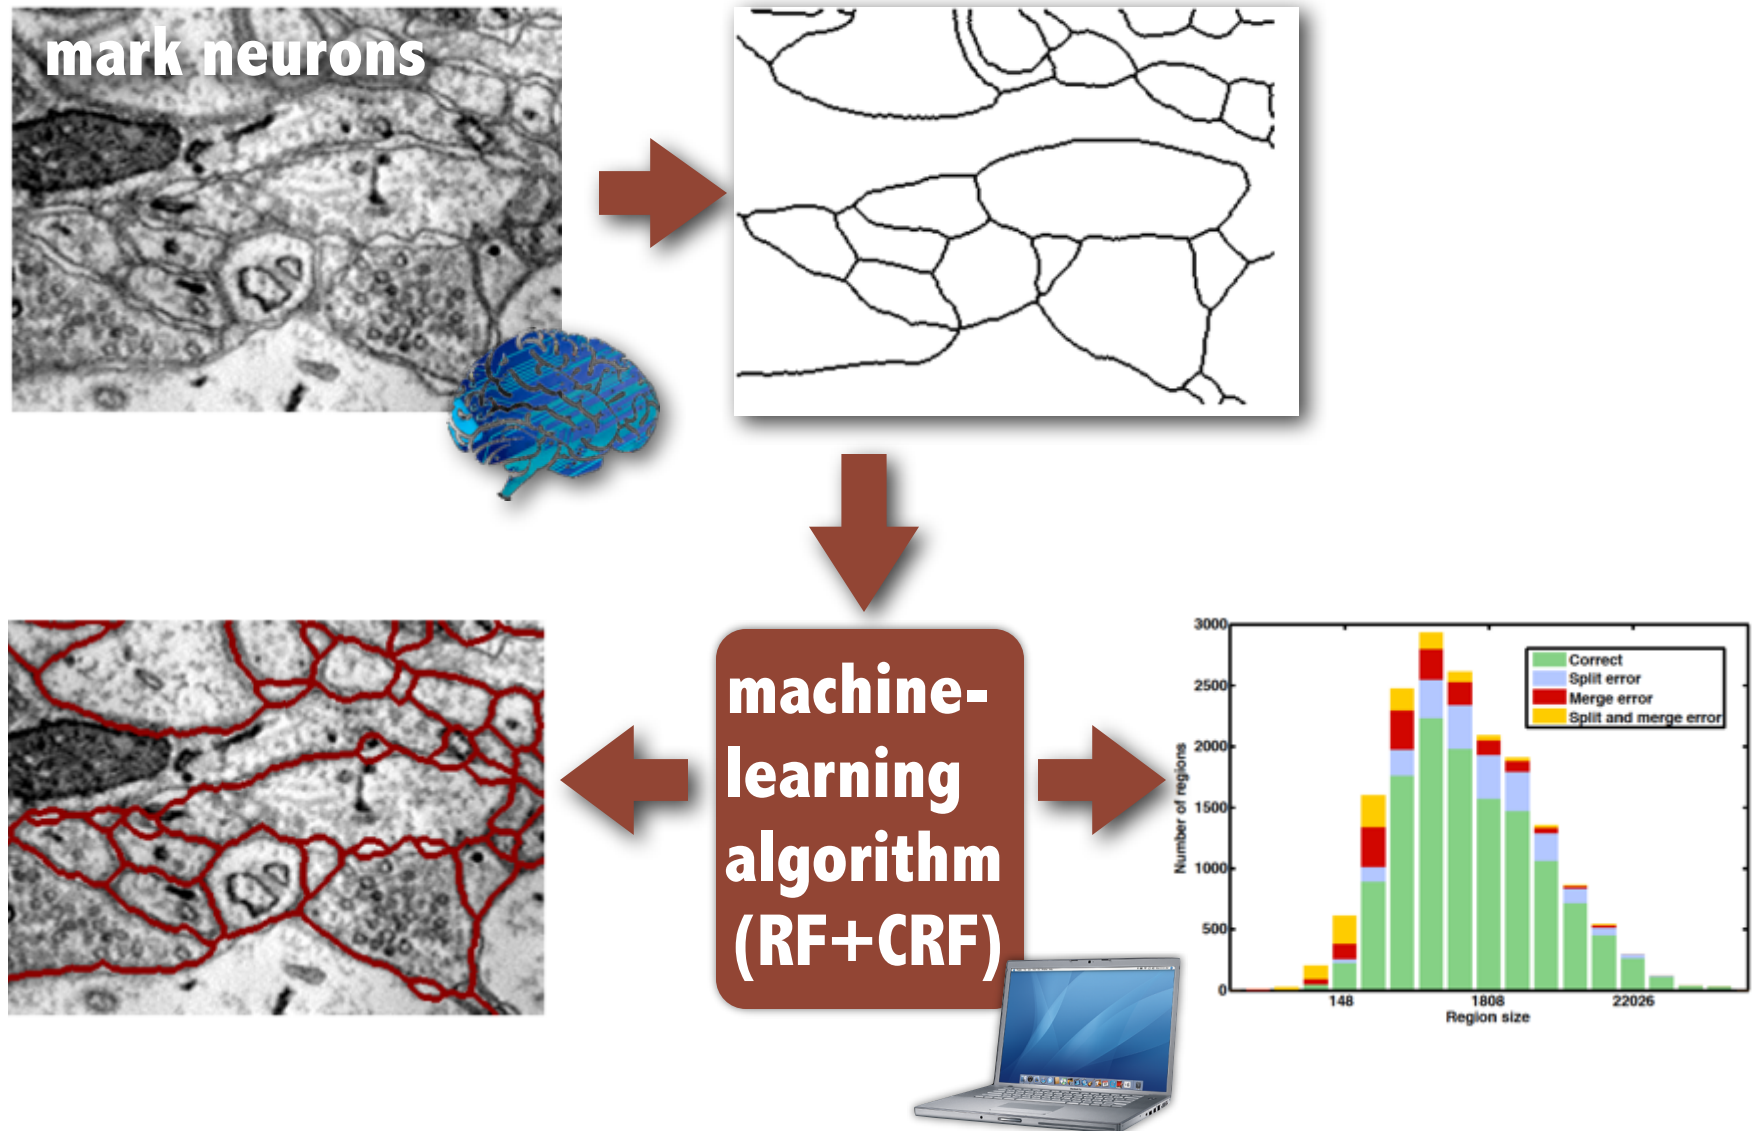 mark neurons
machine-
learning
algorithm
(RF+CRF)
3000
2500
2000
1500
1000
500
0
Number of regions
Correct
Split error
Merge error
Split and merge error
148
1808
22026
Region size